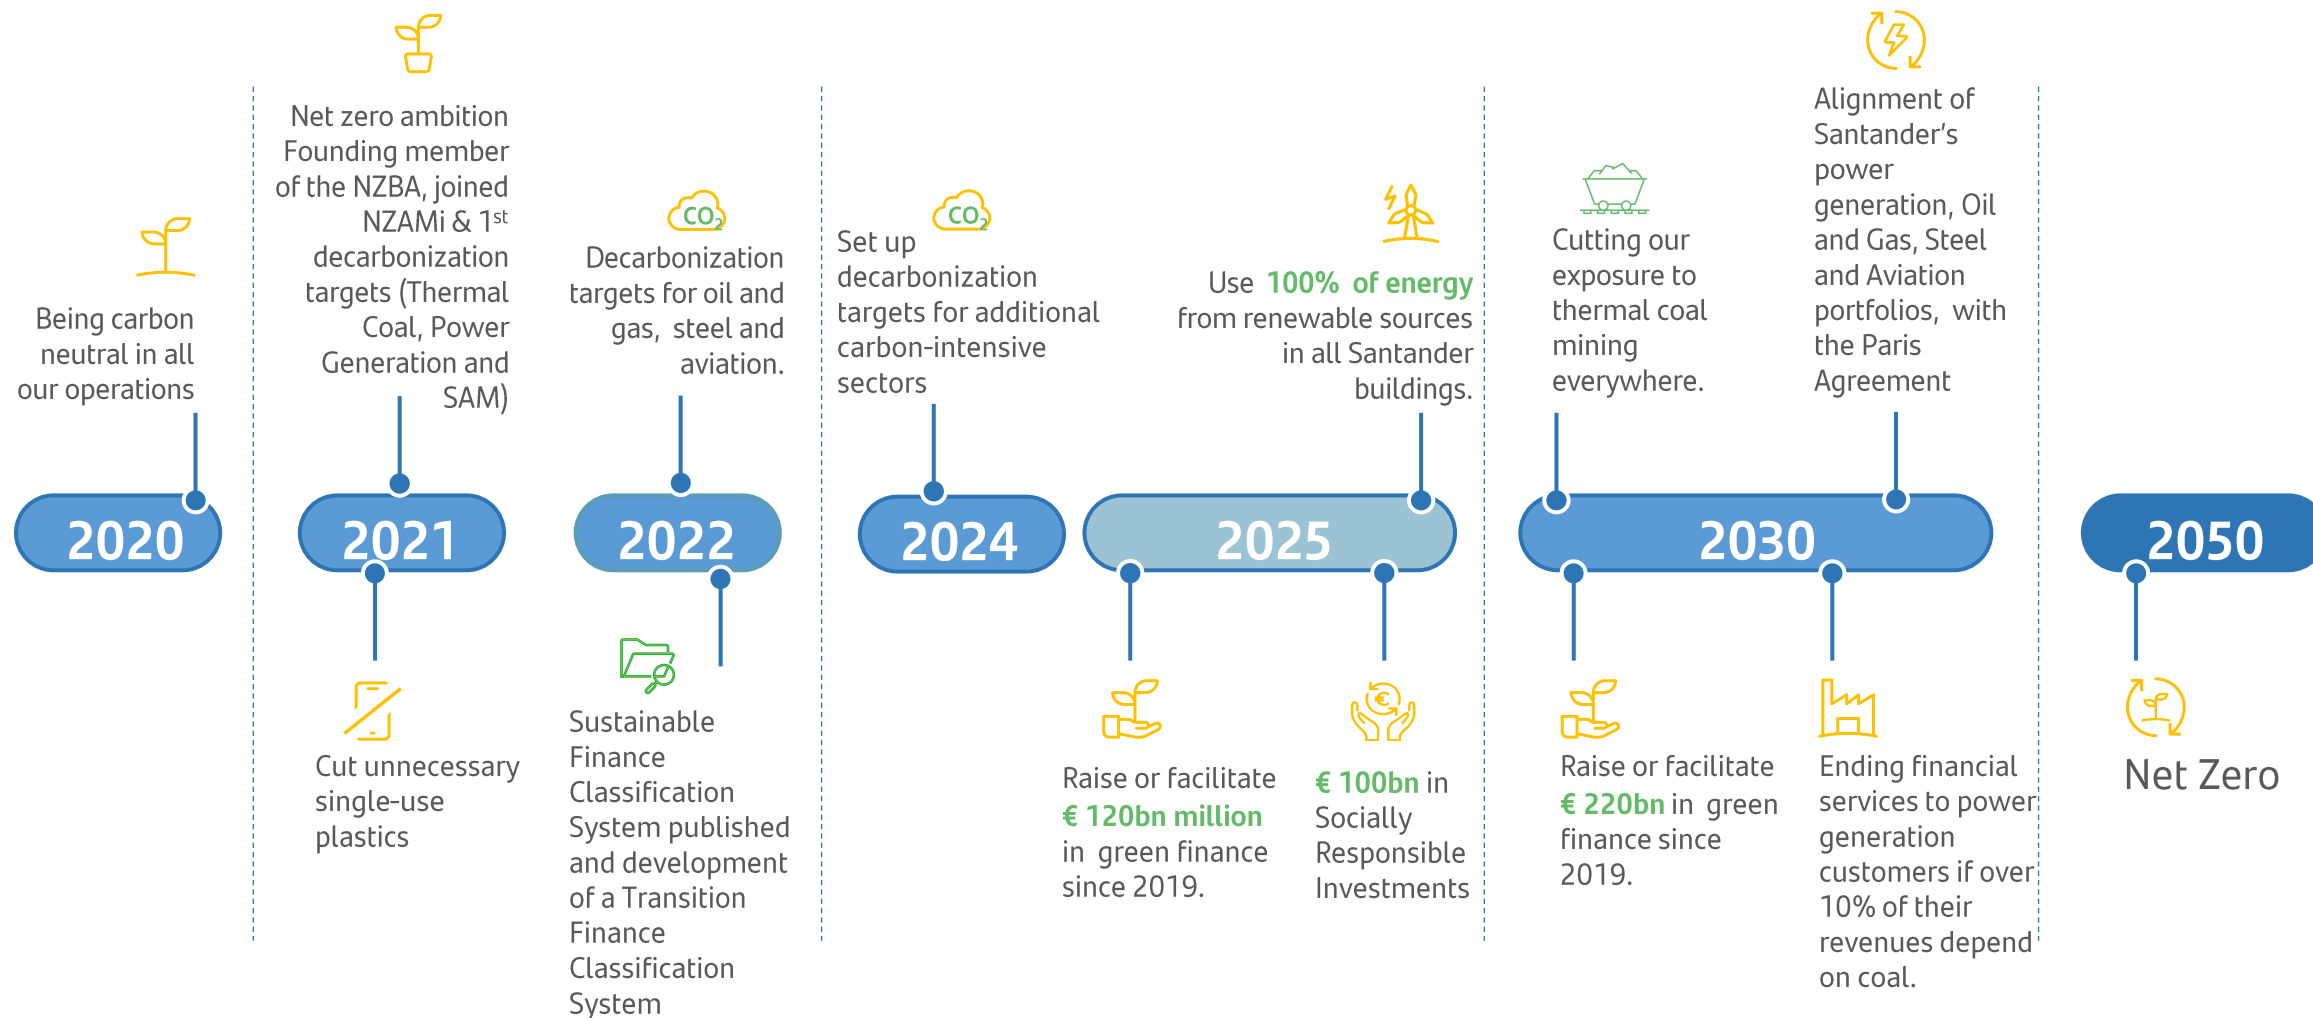 Being carbon
neutral in all
our operations
2020
Net zero ambition
Founding member
of the NZBA, joined
NZAMi & 1st
decarbonization
targets (Thermal
Coal, Power
Generation and
SAM)
2021
Cut unnecessary
single-use
plastics
CO2
Decarbonization
targets for oil and
gas, steel and
aviation.
2022
Sustainable
Finance
Classification
System published
and development
of a Transition
Finance
Classification
System
CO2
Set up
decarbonization
targets for additional
carbon-intensive
sectors
2024
Use 100% of energy
from renewable sources
in all Santander
buildings.
2025
Raise or facilitate
€ 120bn million
in green finance
since 2019.
€
€ 100bn in
Socially
Responsible
Investments
Cutting our
exposure to
thermal coal
mining
everywhere.
Alignment of
Santander’s
power
generation, Oil
and Gas, Steel
and Aviation
portfolios, with
the Paris
Agreement
2030
Raise or facilitate
€ 220bn in green
finance since
2019.
Ending financial
services to power
generation
customers if over
10% of their
revenues depend
on coal.
2050
Net Zero